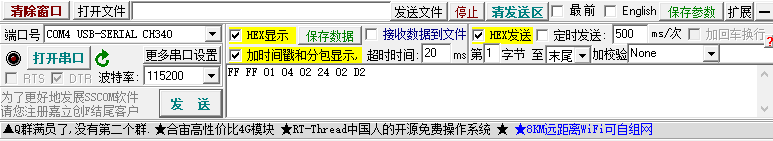 清除窗口 打开文件 发送文件 停止 清发送区 最前 English 保存参数 扩展 —
端口号 COM4 USB-SERIAL CH340 HEX显示 保存数据 接收数据到文件 HEX发送 定时发送: 500 ms/次 加回车换行
打开串口 更多串口设置 加时间戳和分包显示, 超时时间: 20 ms 第1 字节 至 末尾 加校验 None
RTS DTR 波特率: 115200 FF FF 01 04 02 24 02 D2
为了更好地发展SSCOM软件
请您注册嘉立创F结尾客户 发 送
▲Q群满员了,没有第二个群. ★合宙高性价比4G模块 ★RT-Thread中国人的开源免费操作系统 ★ ★8KM远距离WiFi可自组网